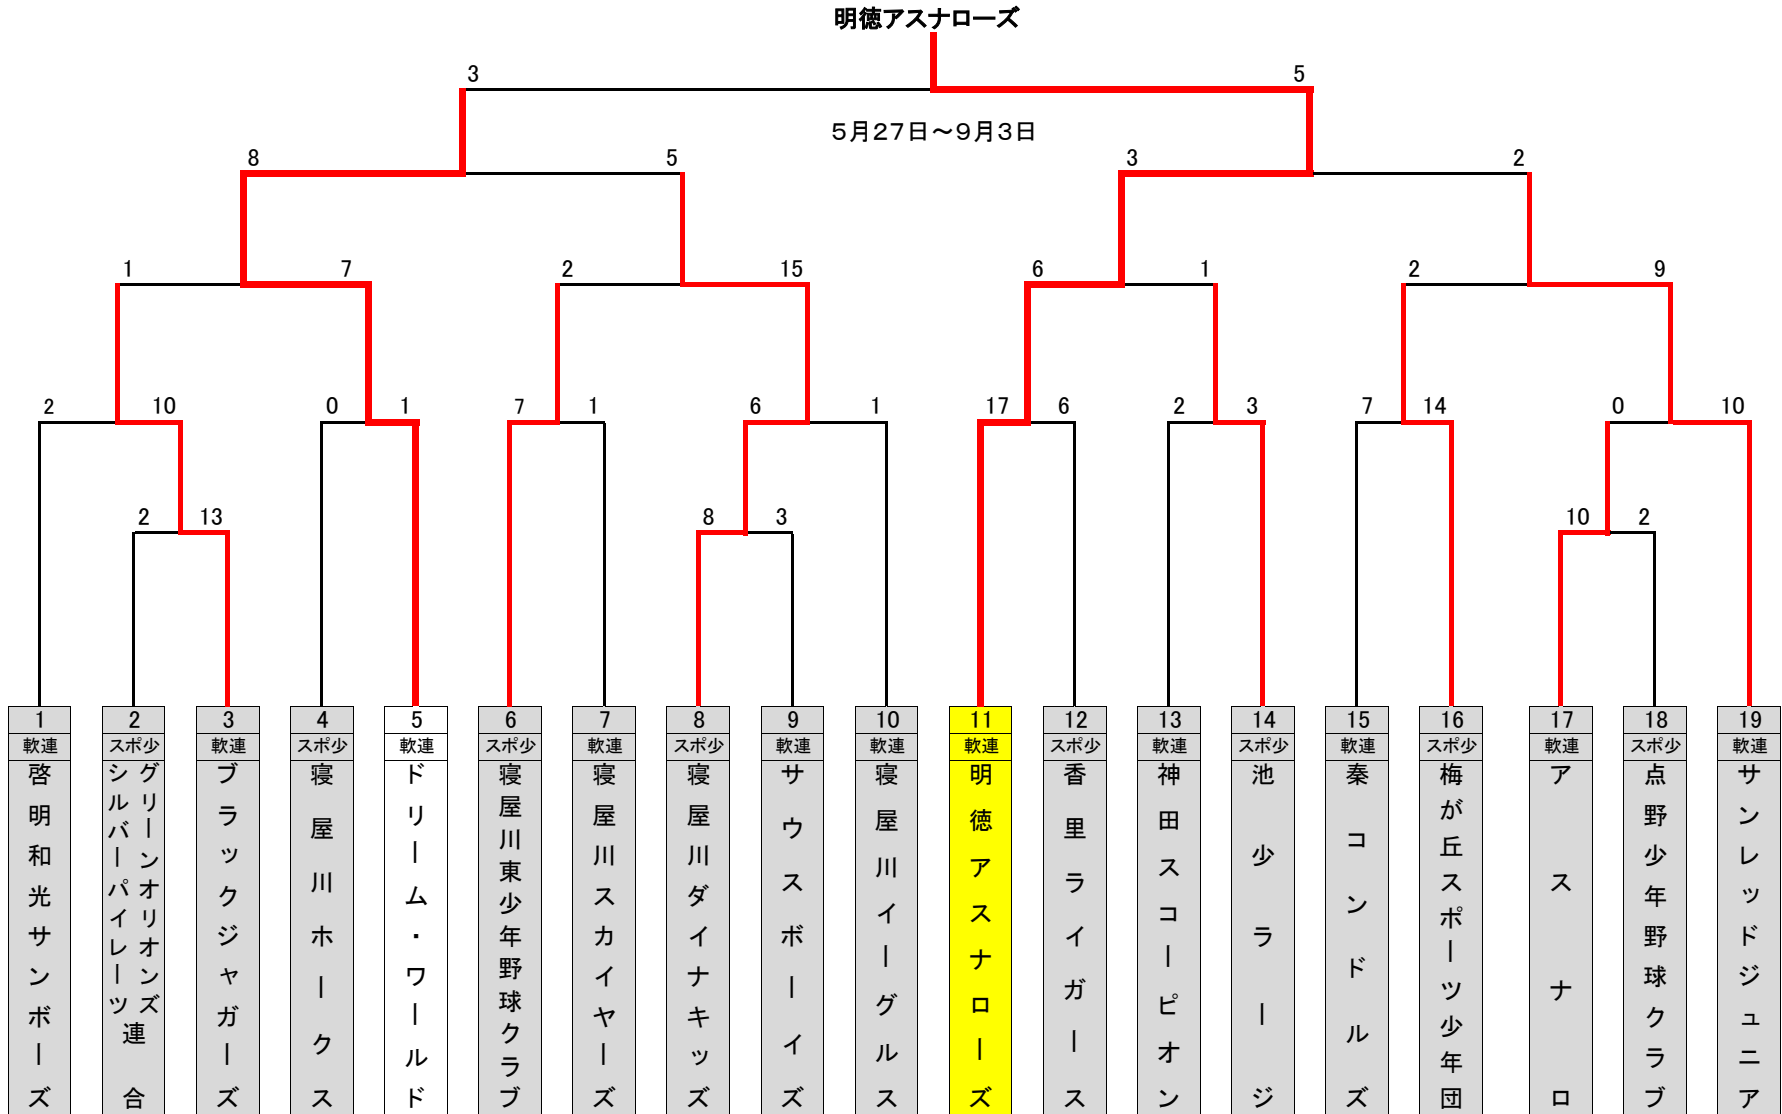 明徳アスナローズ
3 5
5月27日～9月3日
8 5 3 2
1 7 2 15 6 1 2 9
2 10 0 1 7 1 6 1 17 6 2 3 7 14 0 10
2 13 8 3 10 2
1 2 3 4 5 6 7 8 9 10 11 12 13 14 15 16 17 18 19
軟連 スポ少 軟連 スポ少 軟連 スポ少 軟連 スポ少 軟連 軟連 軟連 スポ少 軟連 スポ少 軟連 スポ少 軟連 スポ少 軟連
啓明和光サンボーズ
グリーンオリオンズ
シルバーパイレーツ
連合
ブラックジャガーズ
寝屋川ホークス
ドリーム・ワールド
寝屋川東少年野球クラブ
寝屋川スカイヤーズ
寝屋川ダイナキッズ
サウスボーイズ
寝屋川イーグルス
明徳アスナローズ
香里ライガース
神田スコーピオン
池少ラージ
秦コンドルズ
梅が丘スポーツ少年団
アスナロ
点野少年野球クラブ
サンレッドジュニア